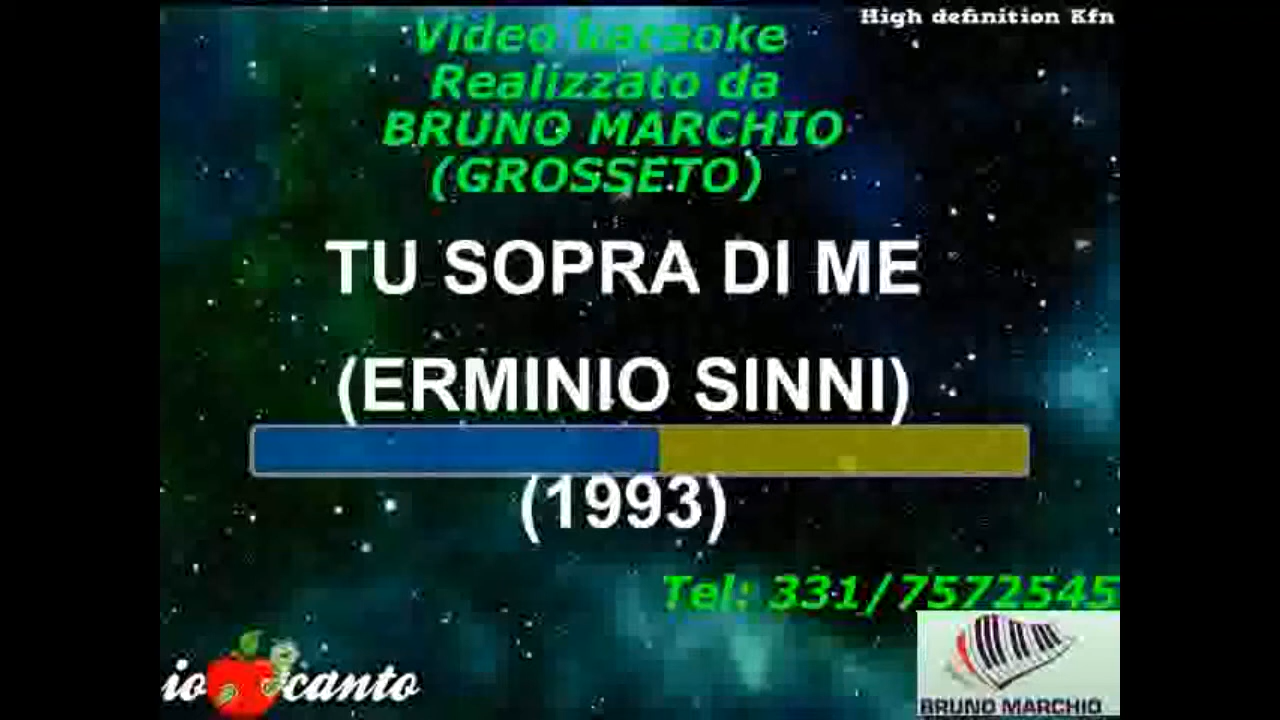 High definition Kfn
Video karaoke
Realizzato da
BRUNO MARCHIO
(GROSSETO)
TU SOPRA DI ME
(ERMINIO SINNI)
(1993)
Tel: 331/7572545
io canto
BRUNO MARCHIO